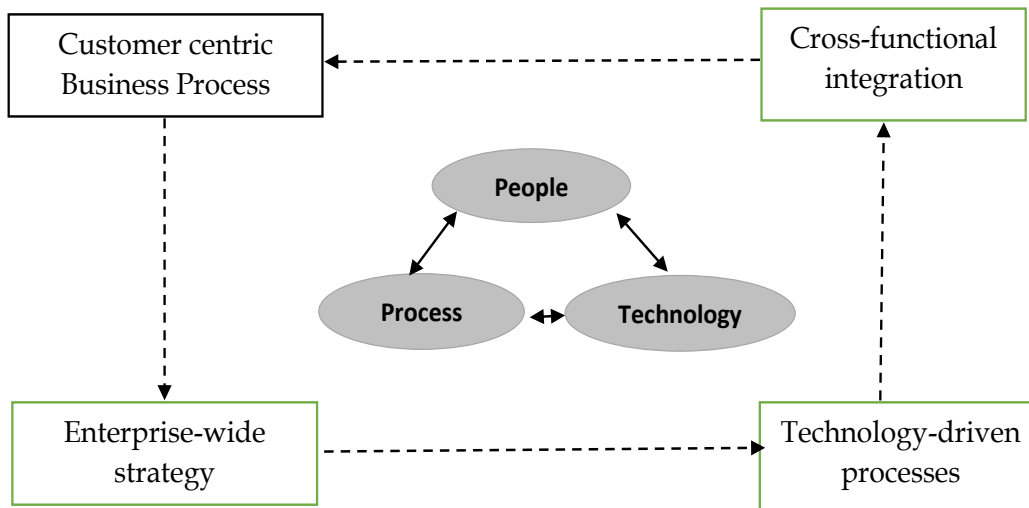 Customer centric
Business Process
Cross-functional
integration
People
Process
Technology
Enterprise-wide
strategy
Technology-driven
processes